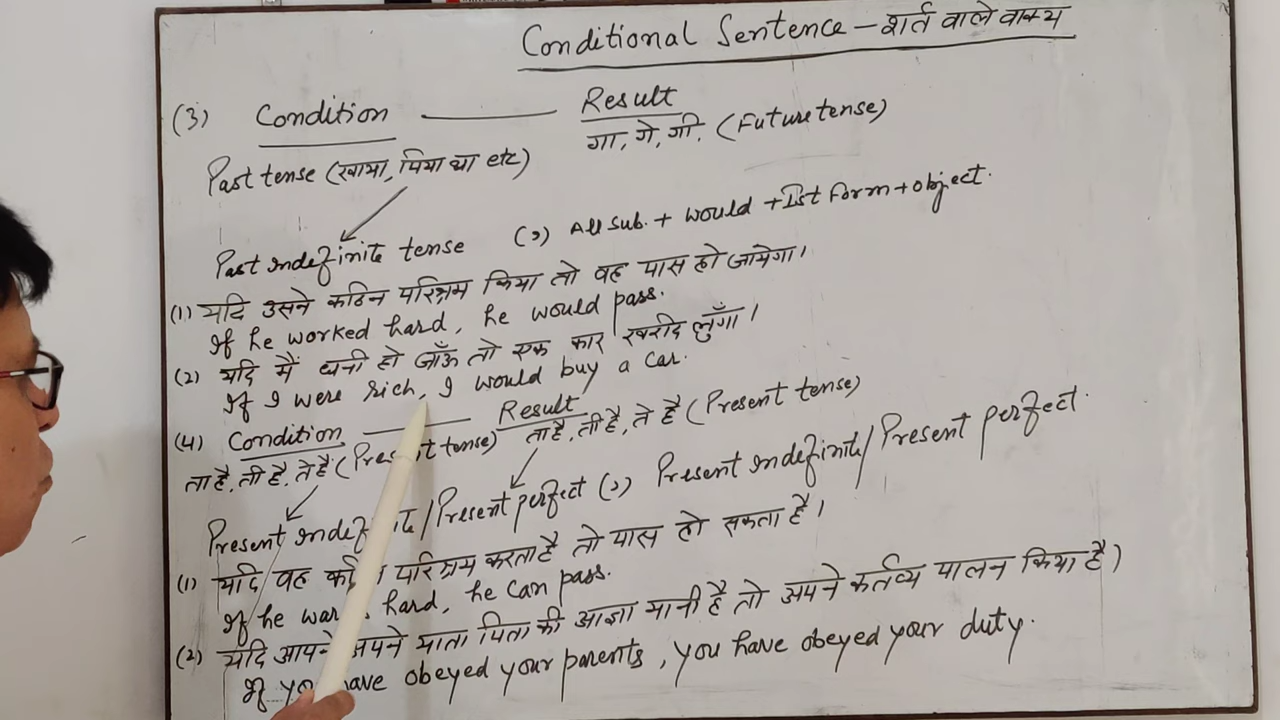 Conditional Sentence – शर्त वाले वाक्य
(3) Condition — Result
गा, गे, गी. (Future tense)
Past tense (खाया, पिया था etc)
Past Indefinite tense (,) All sub. + would + Ist form + object.
(1) यदि उसने कठिन परिश्रम किया तो वह पास हो जायेगा।
If he worked hard, he would pass.
(2) यदि मैं धनी हो जाँऊ तो एक कार खरीद लुँगा।
If I were rich, I would buy a car.
(4) Condition — Result
ता है, ती है, ते हैं (Present tense) ता है, ती है, ते है (Present tense)
Present Indefinite/Present perfect (,) Present Indefinite/Present perfect.
(1) यदि वह परिश्रम करता है तो पास हो सकता है।
If he hard, he can pass.
(2) यदि आपने अपने माता पिता की आज्ञा मानी है तो अपने कर्तव्य पालन किया है)
If you have obeyed your parents, you have obeyed your duty.